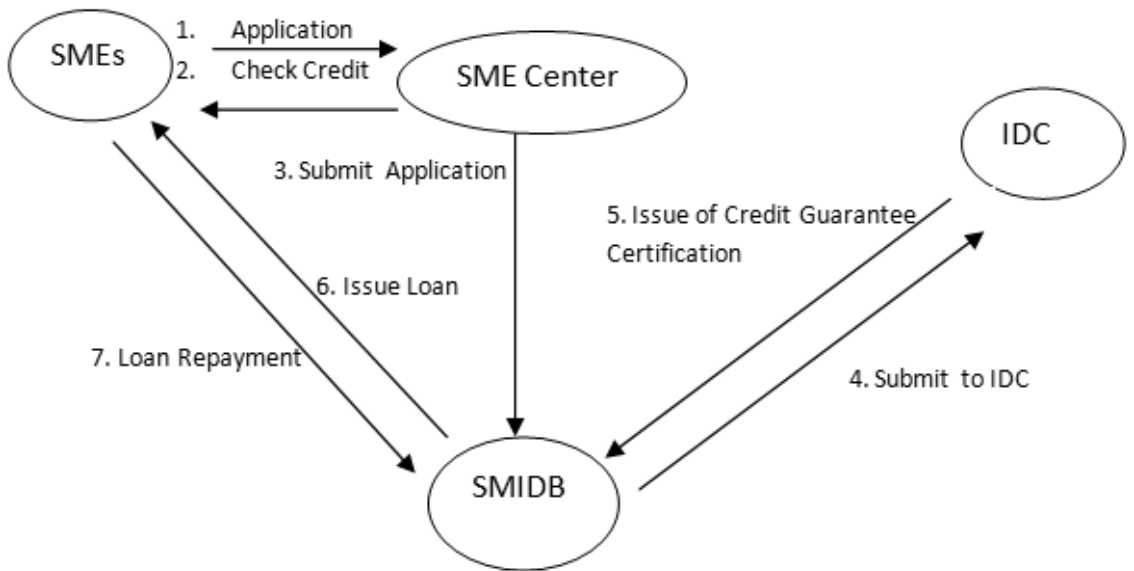 SMEs
1. Application
2. Check Credit
SME Center
IDC
3. Submit Application
5. Issue of Credit Guarantee
Certification
6. Issue Loan
7. Loan Repayment
4. Submit to IDC
SMIDB